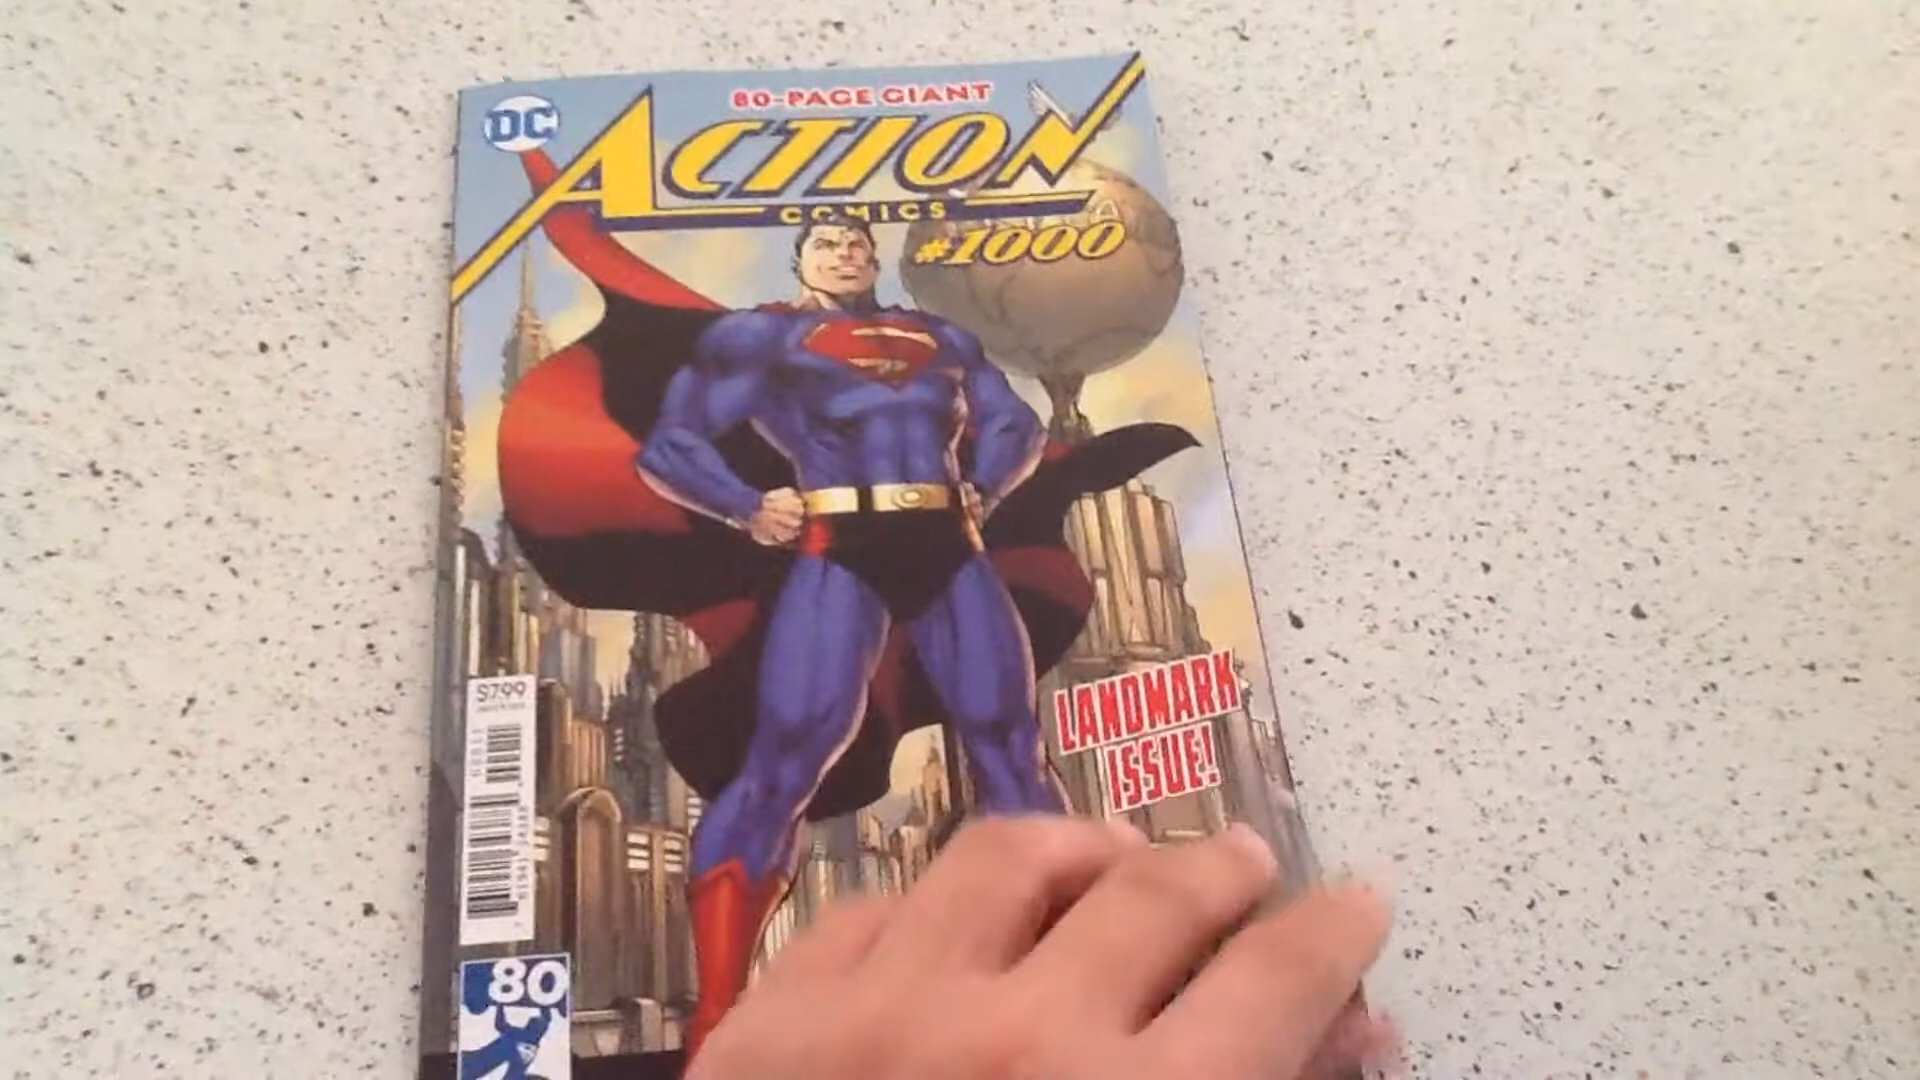 80-PAGE GIANT
DC
ACTION
COMICS
#1000
LANDMARK
ISSUE!
$7.99
80